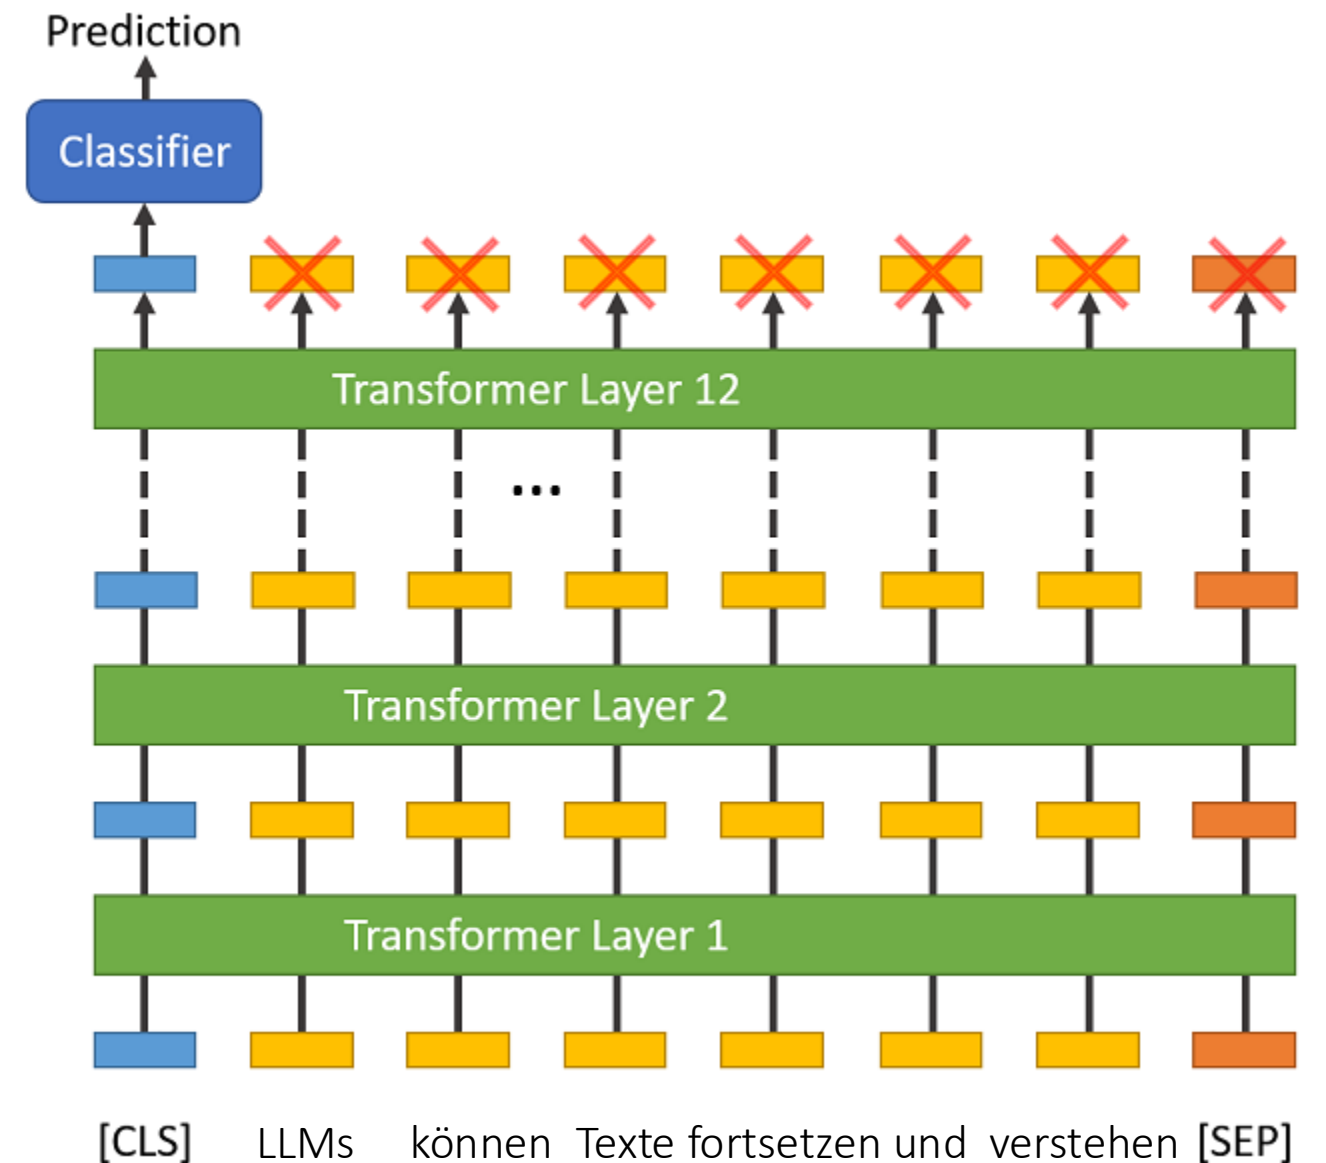 Prediction
Classifier
Transformer Layer 12
...
Transformer Layer 2
Transformer Layer 1
[CLS] LLMs können Texte fortsetzen und verstehen [SEP]